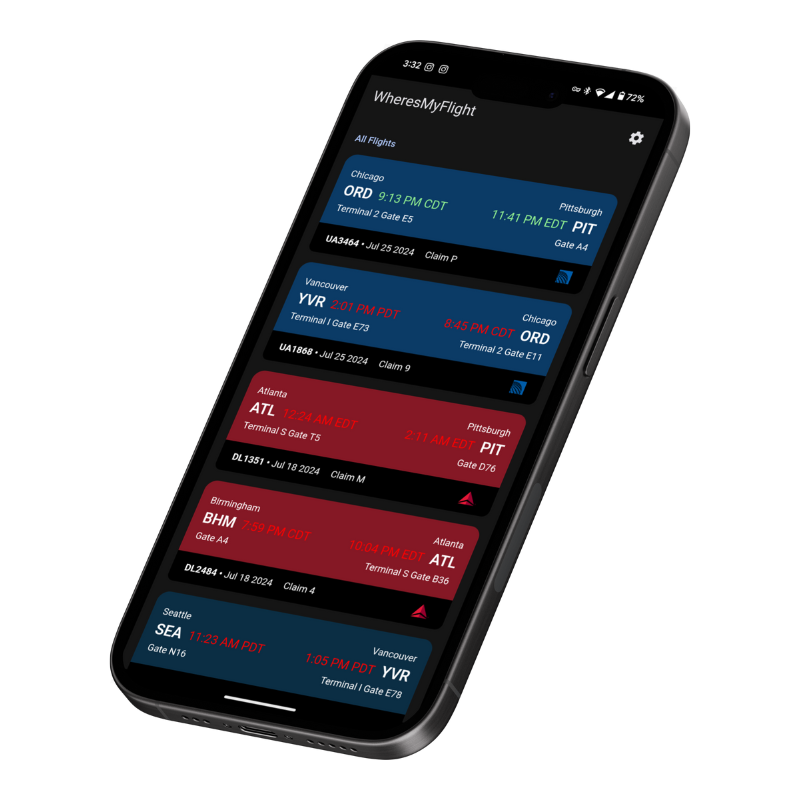 3:32
72%
WheresMyFlight
All Flights
Chicago Pittsburgh
ORD 9:13 PM CDT 11:41 PM EDT PIT
Terminal 2 Gate E5 Gate A4
UA3464 • Jul 25 2024 Claim P
Vancouver Chicago
YVR 2:01 PM PDT 8:45 PM CDT ORD
Terminal I Gate E73 Terminal 2 Gate E11
UA1868 • Jul 25 2024 Claim 9
Atlanta Pittsburgh
ATL 12:24 AM EDT 2:11 AM EDT PIT
Terminal S Gate T5 Gate D76
DL1351 • Jul 18 2024 Claim M
Birmingham Atlanta
BHM 7:59 PM CDT 10:04 PM EDT ATL
Gate A4 Terminal S Gate B36
DL2484 • Jul 18 2024 Claim 4
Seattle Vancouver
SEA 11:23 AM PDT 1:05 PM PDT YVR
Gate N16 Terminal I Gate E78